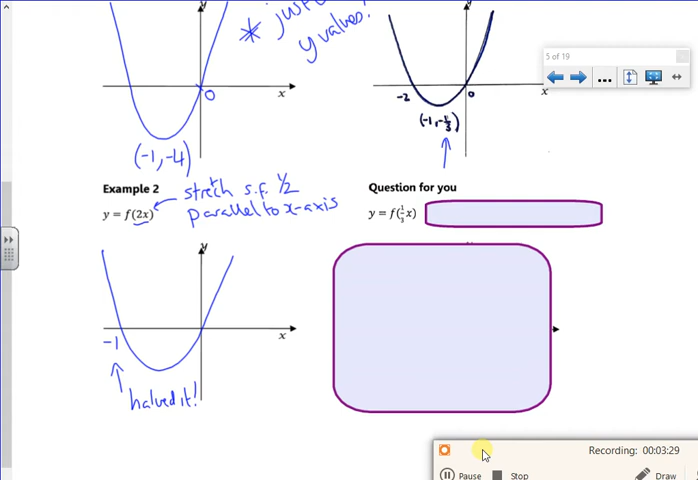 * just
y values!
y
0
x
(-1, -4)
y
5 of 19
-2
0
x
(-1, -1/3)
Example 2
stretch s.f. 1/2
parallel to x-axis
y = f(2x)
Question for you
y = f(1/3 x)
y
-1
x
halved it!
Recording: 00:03:29
Pause
Stop
Draw